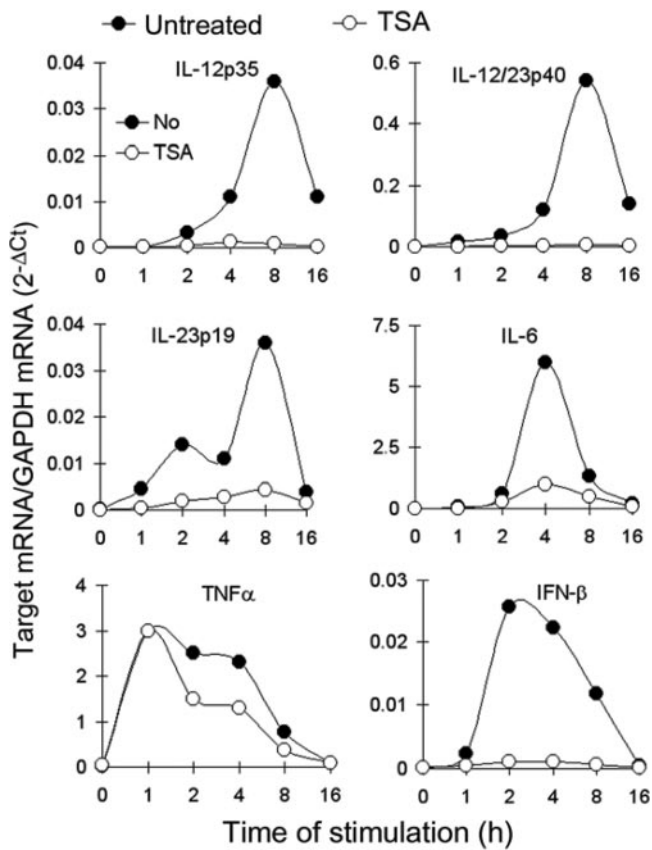 Untreated TSA
IL-12p35
0.04
0.03
0.02
0.01
0
No
TSA
0 1 2 4 8 16
IL-12/23p40
0.6
0.4
0.2
0
0 1 2 4 8 16
IL-23p19
0.04
0.03
0.02
0.01
0
0 1 2 4 8 16
IL-6
7.5
5
2.5
0
0 1 2 4 8 16
TNFα
4
3
2
1
0
0 1 2 4 8 16
IFN-β
0.03
0.02
0.01
0
0 1 2 4 8 16
Target mRNA/GAPDH mRNA (2-ΔCt)
Time of stimulation (h)